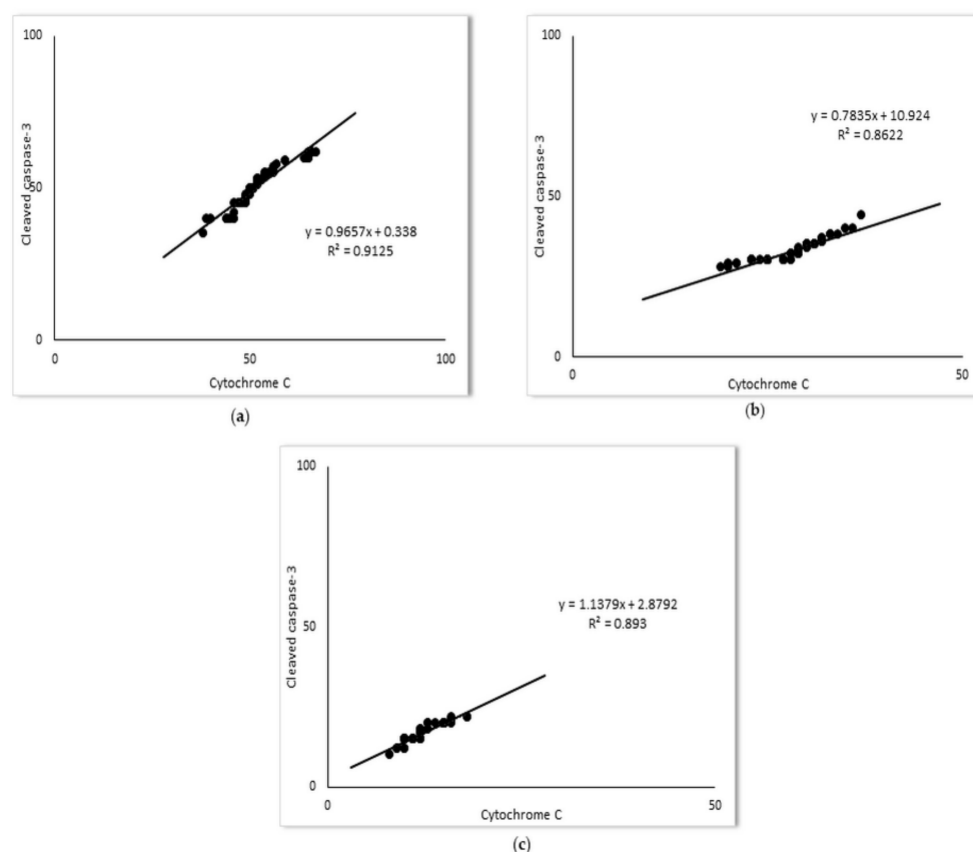 100
Cleaved caspase-3
50
y = 0.9657x + 0.338
R² = 0.9125
0
0
50
100
Cytochrome C
(a)
100
Cleaved caspase-3
y = 0.7835x + 10.924
R² = 0.8622
50
0
0
50
Cytochrome C
(b)
100
Cleaved caspase-3
50
y = 1.1379x + 2.8792
R² = 0.893
0
0
50
Cytochrome C
(c)